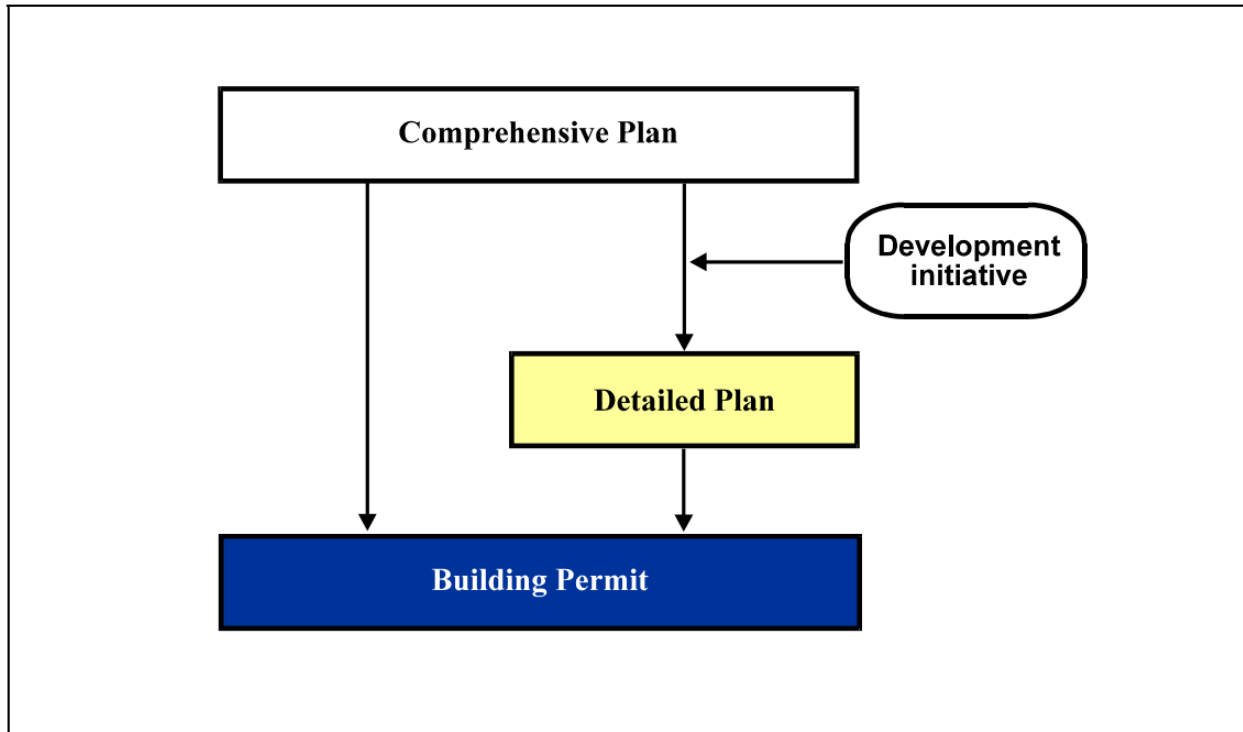 Comprehensive Plan
Development
initiative
Detailed Plan
Building Permit